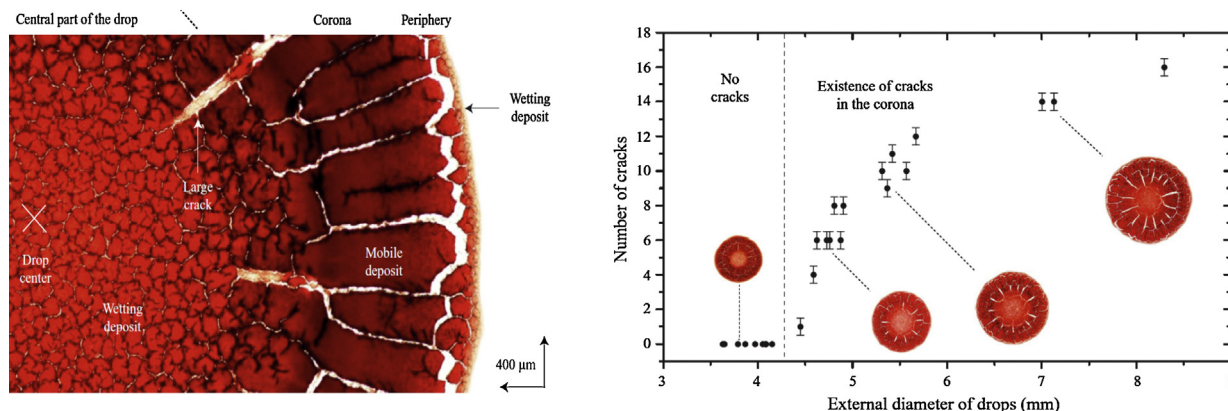 Central part of the drop
Corona
Periphery
Wetting
deposit
Large
crack
Mobile
deposit
Drop
center
Wetting
deposit
400 µm
Number of cracks
18
16
14
12
10
8
6
4
2
0
No
cracks
Existence of cracks
in the corona
3
4
5
6
7
8
External diameter of drops (mm)